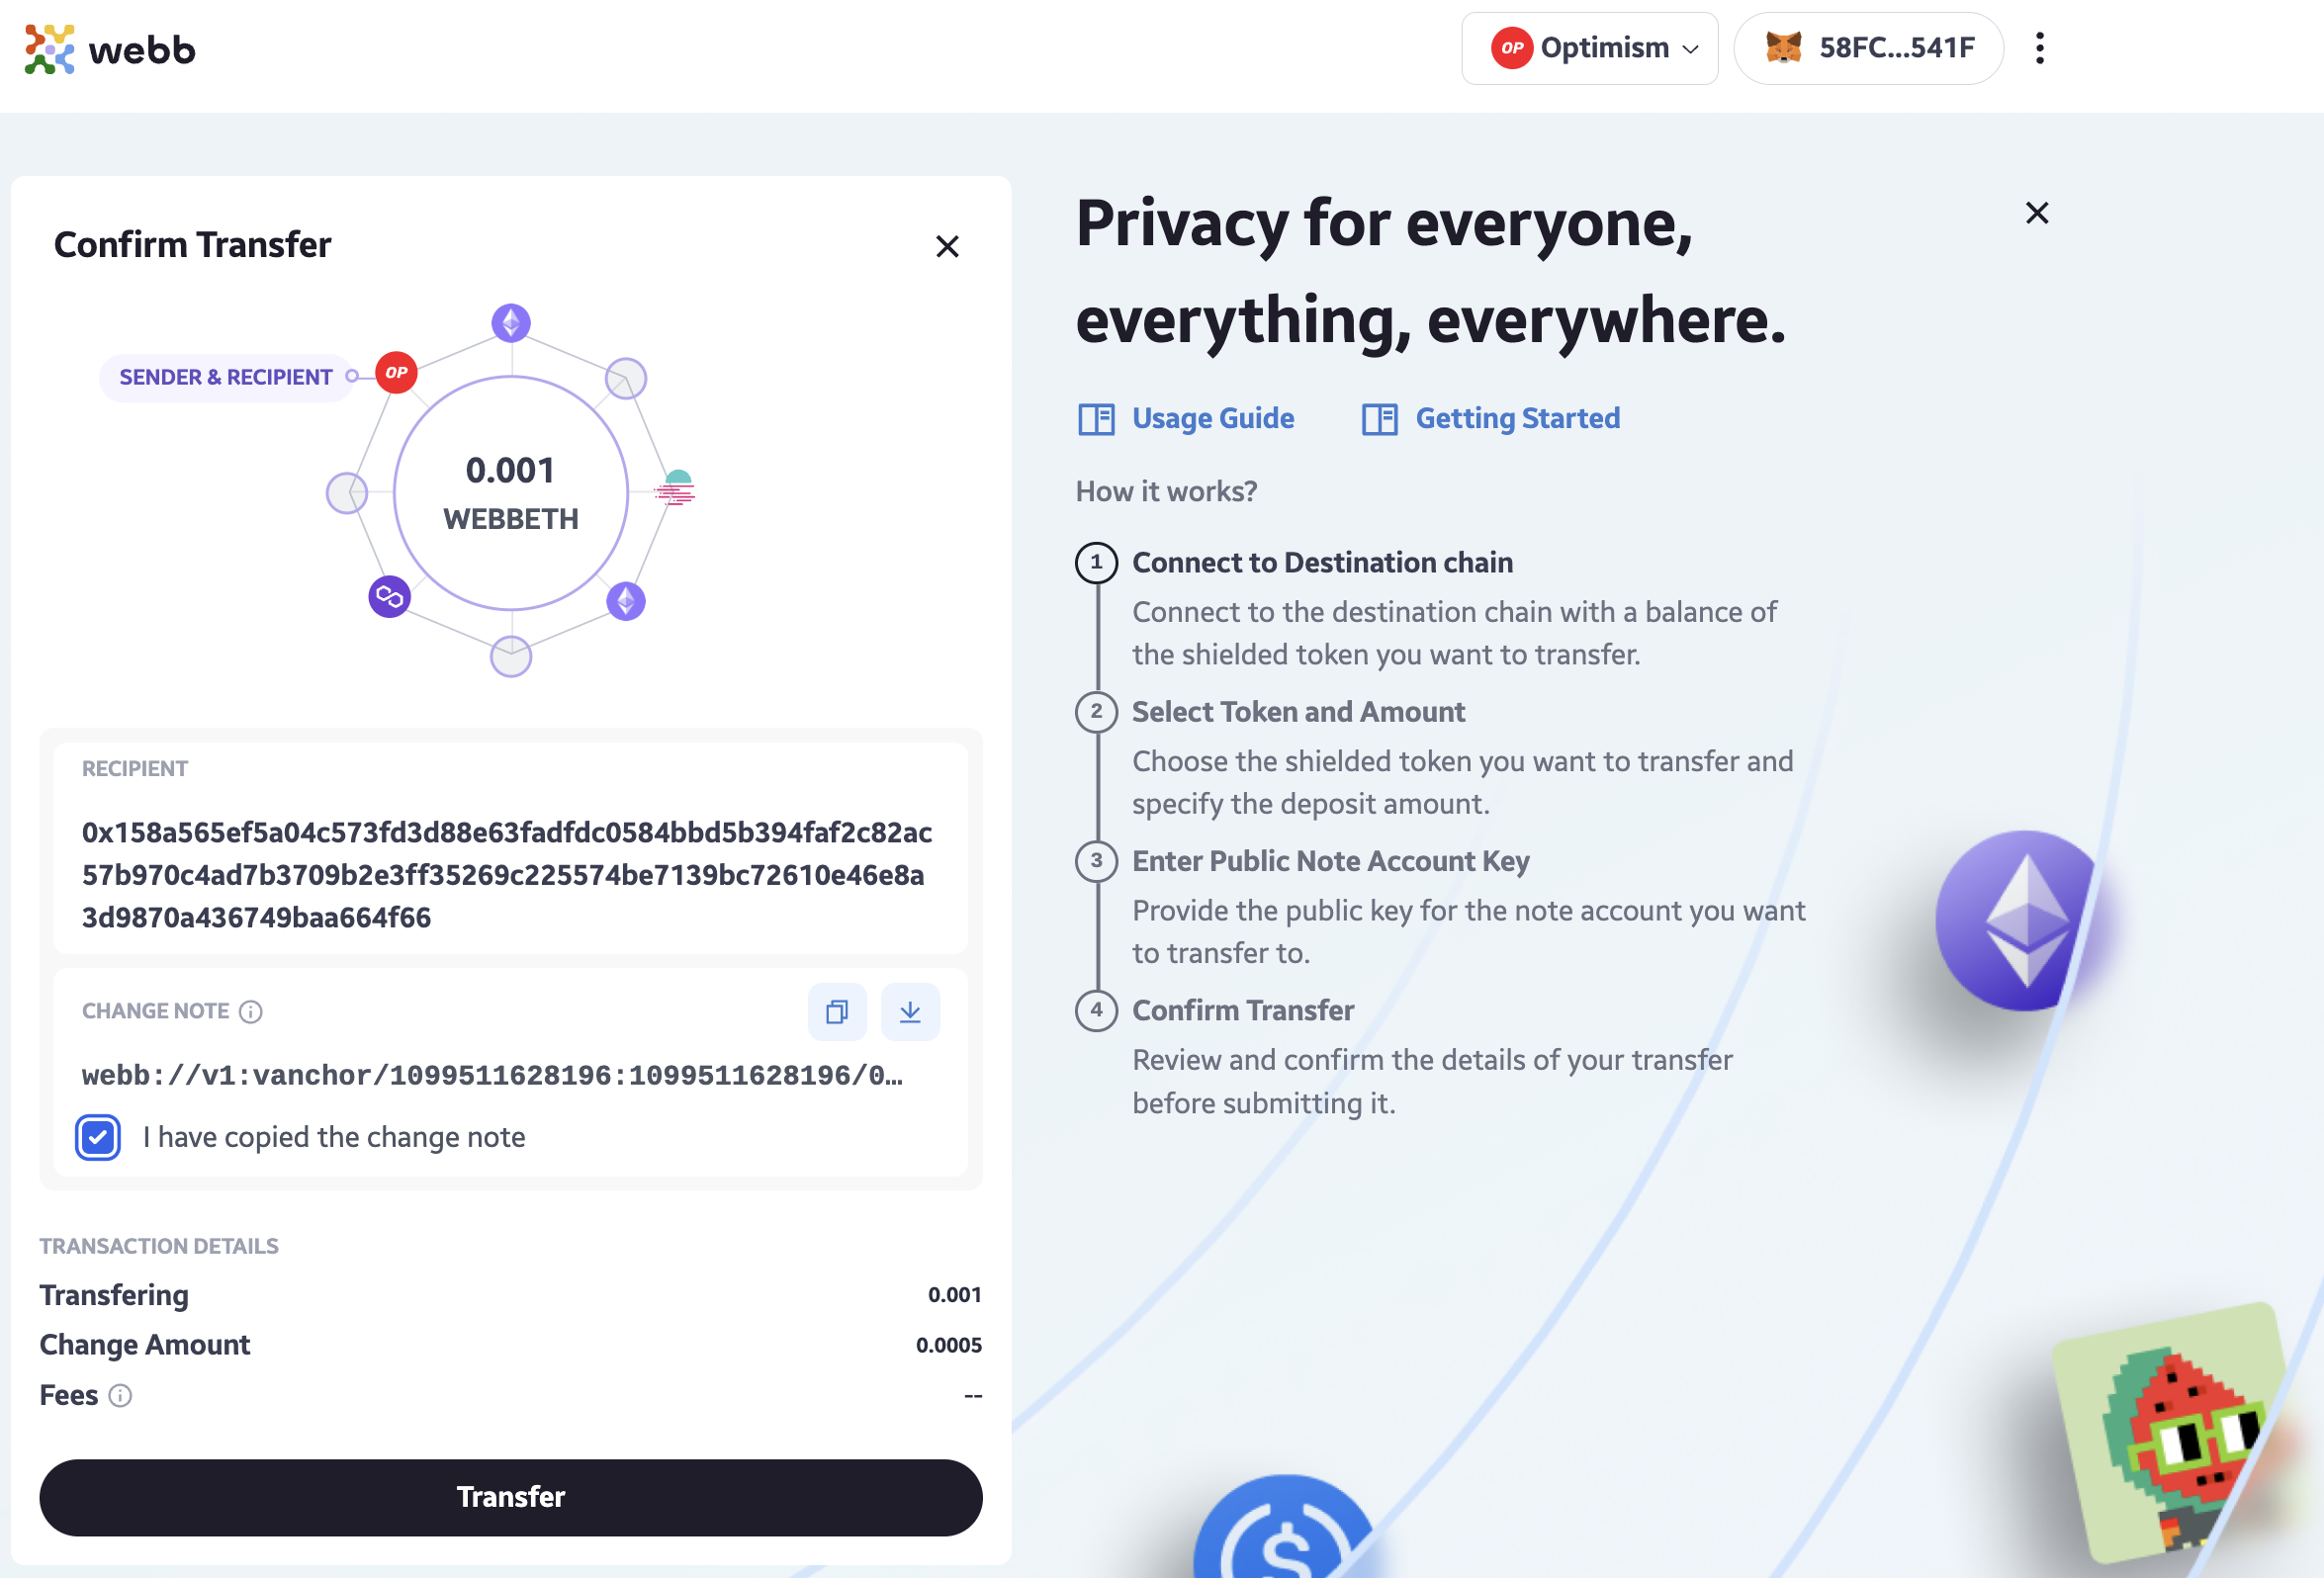 webb
OP Optimism
58FC...541F
Confirm Transfer
SENDER & RECIPIENT
OP
0.001
WEBBETH
RECIPIENT
0x158a565ef5a04c573fd3d88e63fadfdc0584bbd5b394faf2c82ac
57b970c4ad7b3709b2e3ff35269c225574be7139bc72610e46e8a
3d9870a436749baa664f66
CHANGE NOTE
webb://v1:vanchor/1099511628196:1099511628196/0…
I have copied the change note
TRANSACTION DETAILS
Transfering 0.001
Change Amount 0.0005
Fees --
Transfer
Privacy for everyone,
everything, everywhere.
Usage Guide
Getting Started
How it works?
1 Connect to Destination chain
Connect to the destination chain with a balance of
the shielded token you want to transfer.
2 Select Token and Amount
Choose the shielded token you want to transfer and
specify the deposit amount.
3 Enter Public Note Account Key
Provide the public key for the note account you want
to transfer to.
4 Confirm Transfer
Review and confirm the details of your transfer
before submitting it.